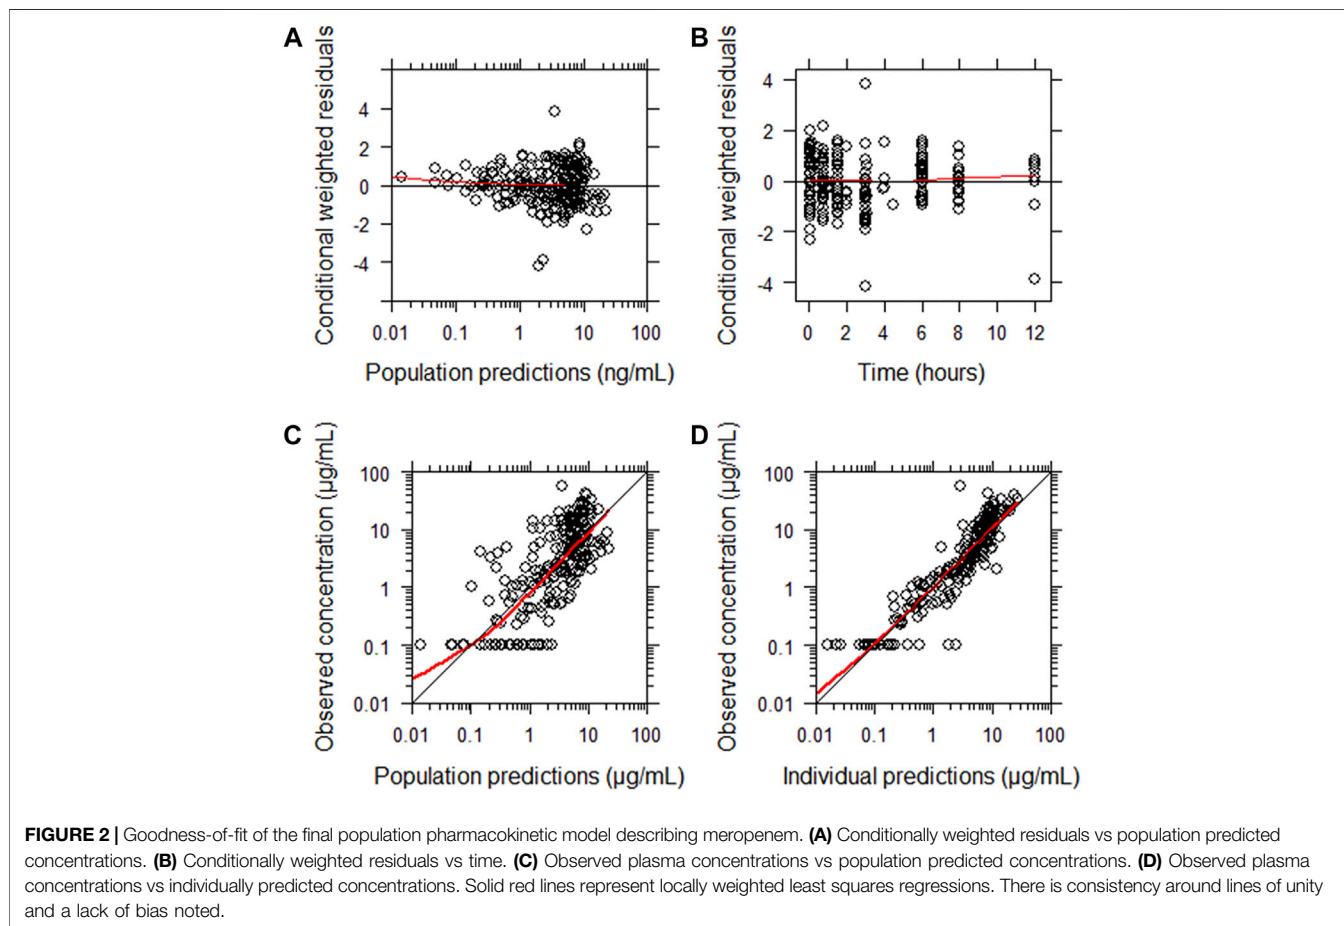 A
Conditional weighted residuals
4
2
0
-2
-4
0.01 0.1 1 10 100
Population predictions (ng/mL)
B
Conditional weighted residuals
4
2
0
-2
-4
0 2 4 6 8 10 12
Time (hours)
C
Observed concentration (µg/mL)
100
10
1
0.1
0.01
0.01 0.1 1 10 100
Population predictions (µg/mL)
D
Observed concentration (µg/mL)
100
10
1
0.1
0.01
0.01 0.1 1 10 100
Individual predictions (µg/mL)
FIGURE 2 | Goodness-of-fit of the final population pharmacokinetic model describing meropenem. (A) Conditionally weighted residuals vs population predicted
concentrations. (B) Conditionally weighted residuals vs time. (C) Observed plasma concentrations vs population predicted concentrations. (D) Observed plasma
concentrations vs individually predicted concentrations. Solid red lines represent locally weighted least squares regressions. There is consistency around lines of unity
and a lack of bias noted.